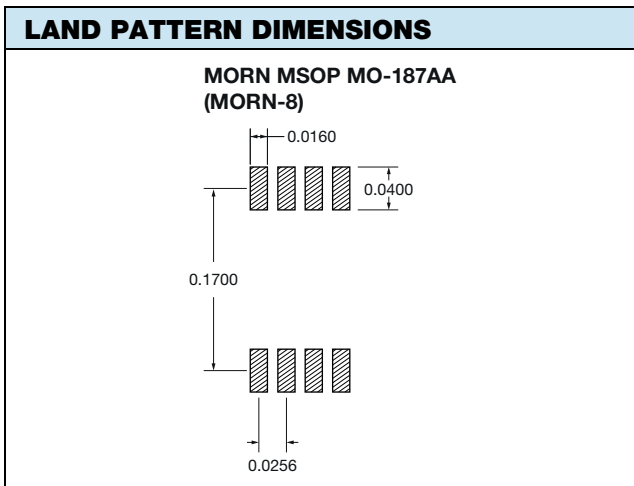 LAND PATTERN DIMENSIONS
MORN MSOP MO-187AA
(MORN-8)
0.0160
0.0400
0.1700
0.0256